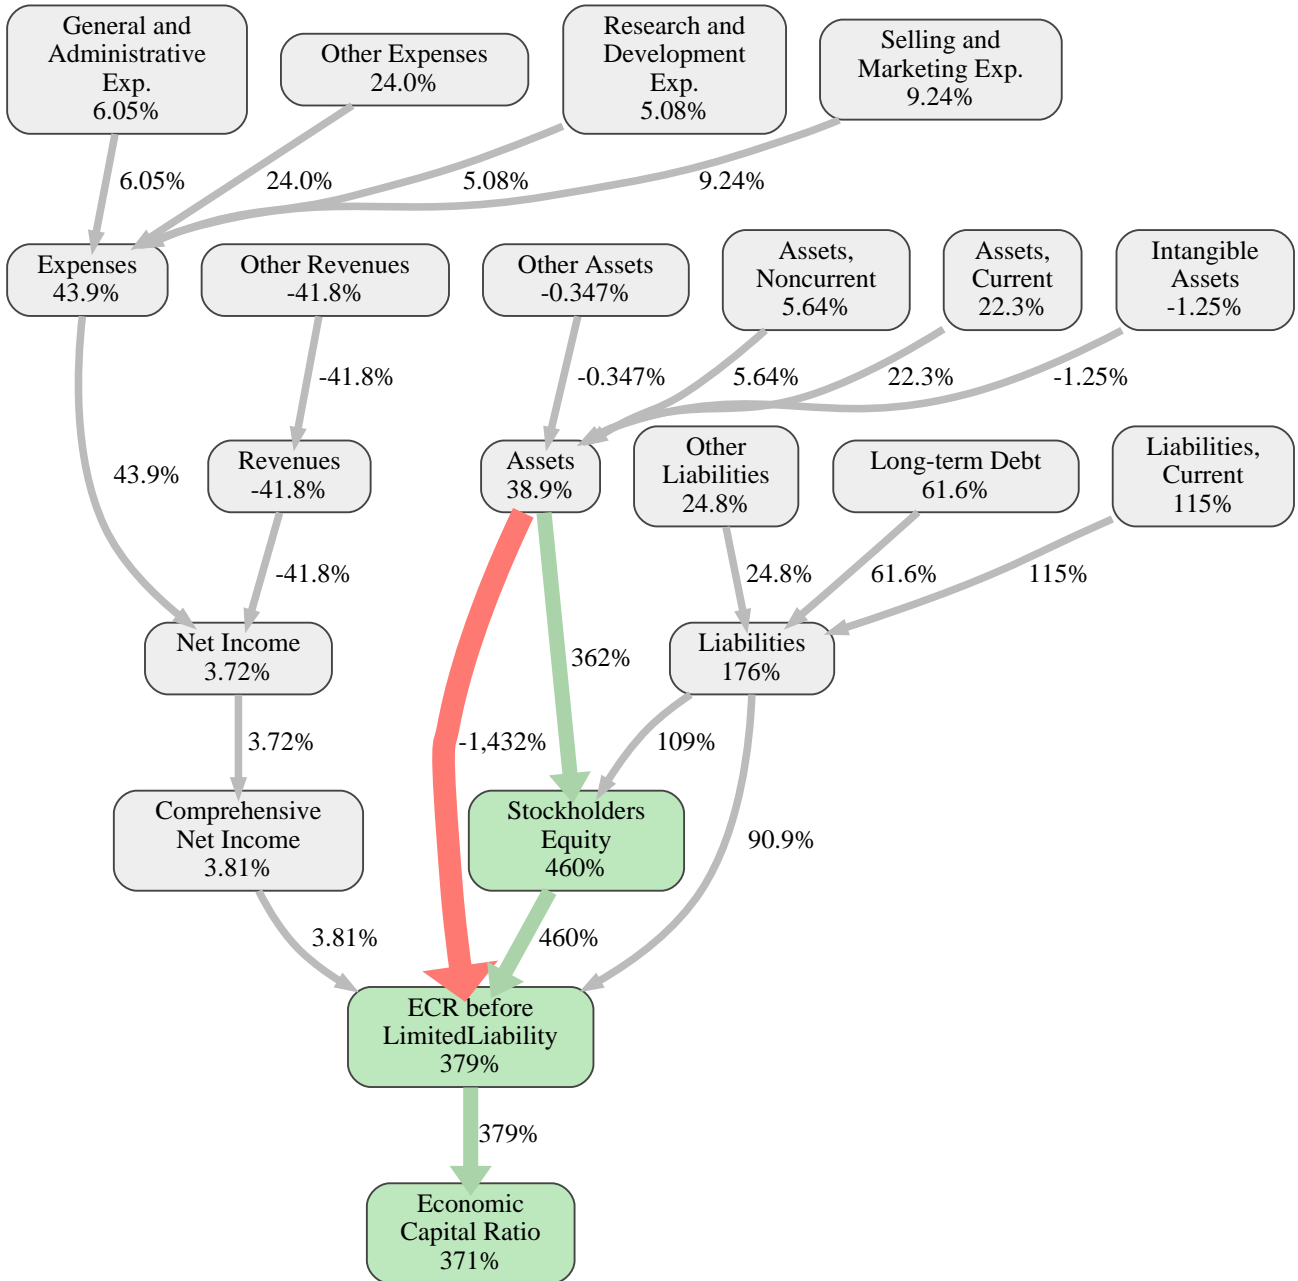 General and
Administrative
Exp.
6.05%
Other Expenses
24.0%
Research and
Development
Exp.
5.08%
Selling and
Marketing Exp.
9.24%
6.05%
24.0%
5.08%
9.24%
Expenses
43.9%
Other Revenues
-41.8%
Other Assets
-0.347%
Assets,
Noncurrent
5.64%
Assets,
Current
22.3%
Intangible
Assets
-1.25%
-41.8%
-0.347%
5.64%
22.3%
-1.25%
43.9%
Revenues
-41.8%
Assets
38.9%
Other
Liabilities
24.8%
Long-term Debt
61.6%
Liabilities,
Current
115%
-41.8%
24.8%
61.6%
115%
Net Income
3.72%
362%
Liabilities
176%
3.72%
-1,432%
109%
Comprehensive
Net Income
3.81%
Stockholders
Equity
460%
90.9%
3.81%
460%
ECR before
LimitedLiability
379%
379%
Economic
Capital Ratio
371%